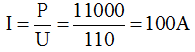 I = P/U = 11000/110 = 100A